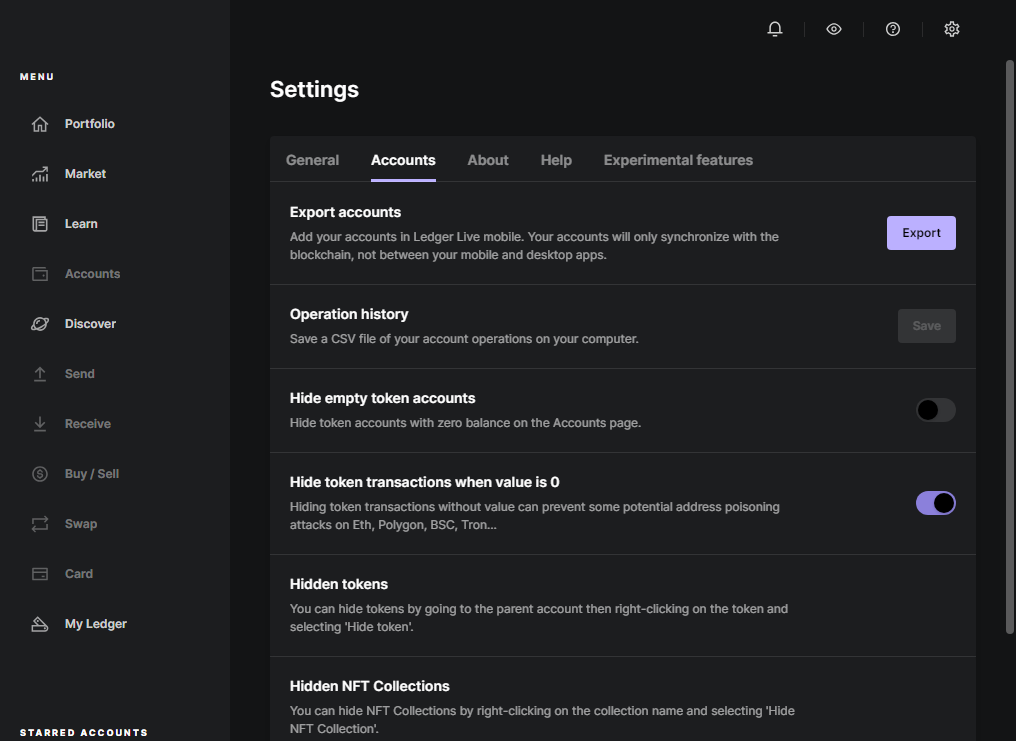 MENU
Portfolio
Market
Learn
Accounts
Discover
Send
Receive
Buy / Sell
Swap
Card
My Ledger
STARRED ACCOUNTS
Settings
General Accounts About Help Experimental features
Export accounts
Add your accounts in Ledger Live mobile. Your accounts will only synchronize with the
blockchain, not between your mobile and desktop apps.
Export
Operation history
Save a CSV file of your account operations on your computer.
Save
Hide empty token accounts
Hide token accounts with zero balance on the Accounts page.
Hide token transactions when value is 0
Hiding token transactions without value can prevent some potential address poisoning
attacks on Eth, Polygon, BSC, Tron...
Hidden tokens
You can hide tokens by going to the parent account then right-clicking on the token and
selecting 'Hide token'.
Hidden NFT Collections
You can hide NFT Collections by right-clicking on the collection name and selecting 'Hide
NFT Collection'.